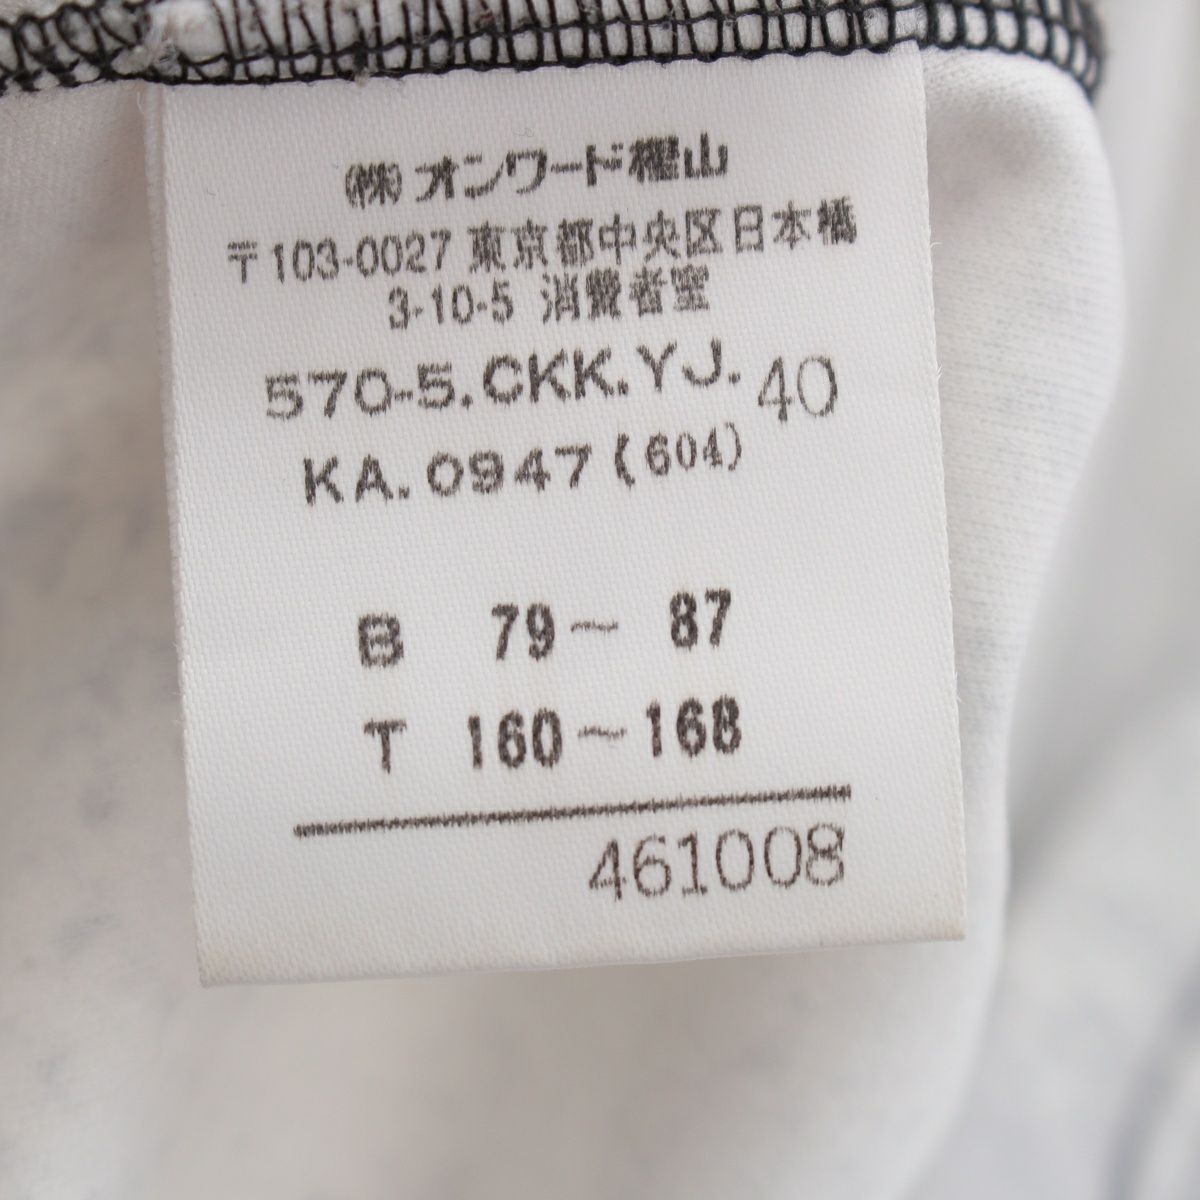 (株)オンワード樫山
〒103-0027 東京都中央区日本橋
3-10-5 消費者室
570-5.CKK.YJ. 40
KA.0947(604)
B 79～ 87
T 160～168
461008